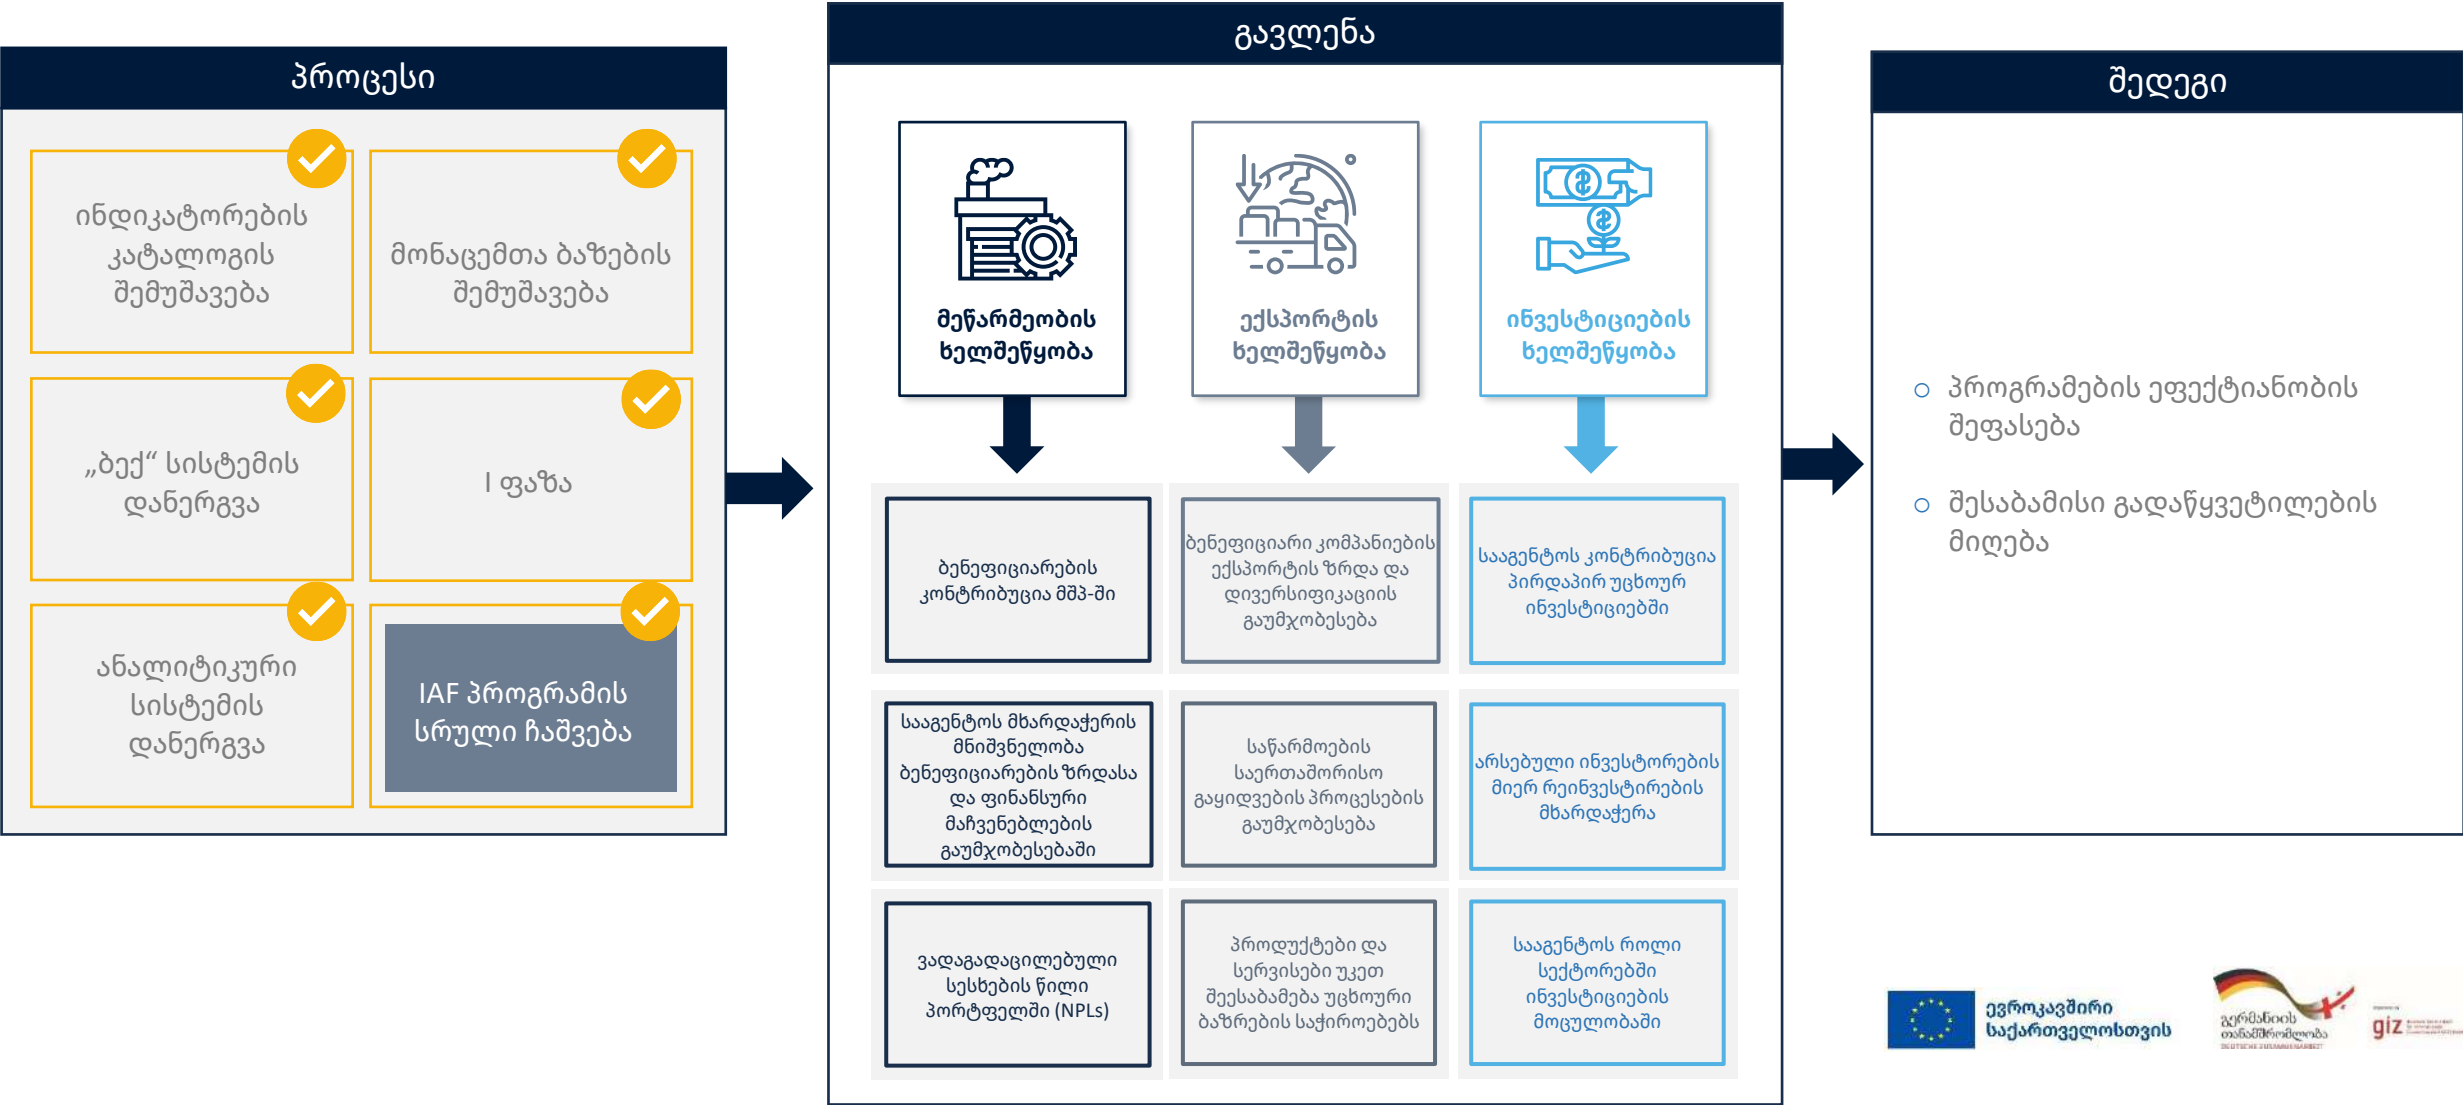 პროცესი
ინდიკატორების
კატალოგის
შემუშავება
მონაცემთა ბაზების
შემუშავება
„ბექ“ სისტემის
დანერგვა
I ფაზა
ანალიტიკური
სისტემის
დანერგვა
IAF პროგრამის
სრული ჩაშვება
გავლენა
მეწარმეობის
ხელშეწყობა
ექსპორტის
ხელშეწყობა
ინვესტიციების
ხელშეწყობა
ბენეფიციარების
კონტრიბუცია მშპ-ში
ბენეფიციარი კომპანიების
ექსპორტის ზრდა და
დივერსიფიკაციის
გაუმჯობესება
სააგენტოს კონტრიბუცია
პირდაპირ უცხოურ
ინვესტიციებში
სააგენტოს მხარდაჭერის
მნიშვნელობა
ბენეფიციარების ზრდასა
და ფინანსური
მაჩვენებლების
გაუმჯობესებაში
საწარმოების
საერთაშორისო
გაყიდვების პროცესების
გაუმჯობესება
არსებული ინვესტორების
მიერ რეინვესტირების
მხარდაჭერა
ვადაგადაცილებული
სესხების წილი
პორტფელში (NPLs)
პროდუქტები და
სერვისები უკეთ
შეესაბამება უცხოური
ბაზრების საჭიროებებს
სააგენტოს როლი
სექტორებში
ინვესტიციების
მოცულობაში
შედეგი
პროგრამების ეფექტიანობის
შეფასება
შესაბამისი გადაწყვეტილების
მიღება
ევროკავშირი
საქართველოსთვის
გერმანიის
თანამშრომლობა
DEUTSCHE ZUSAMMENARBEIT
giz